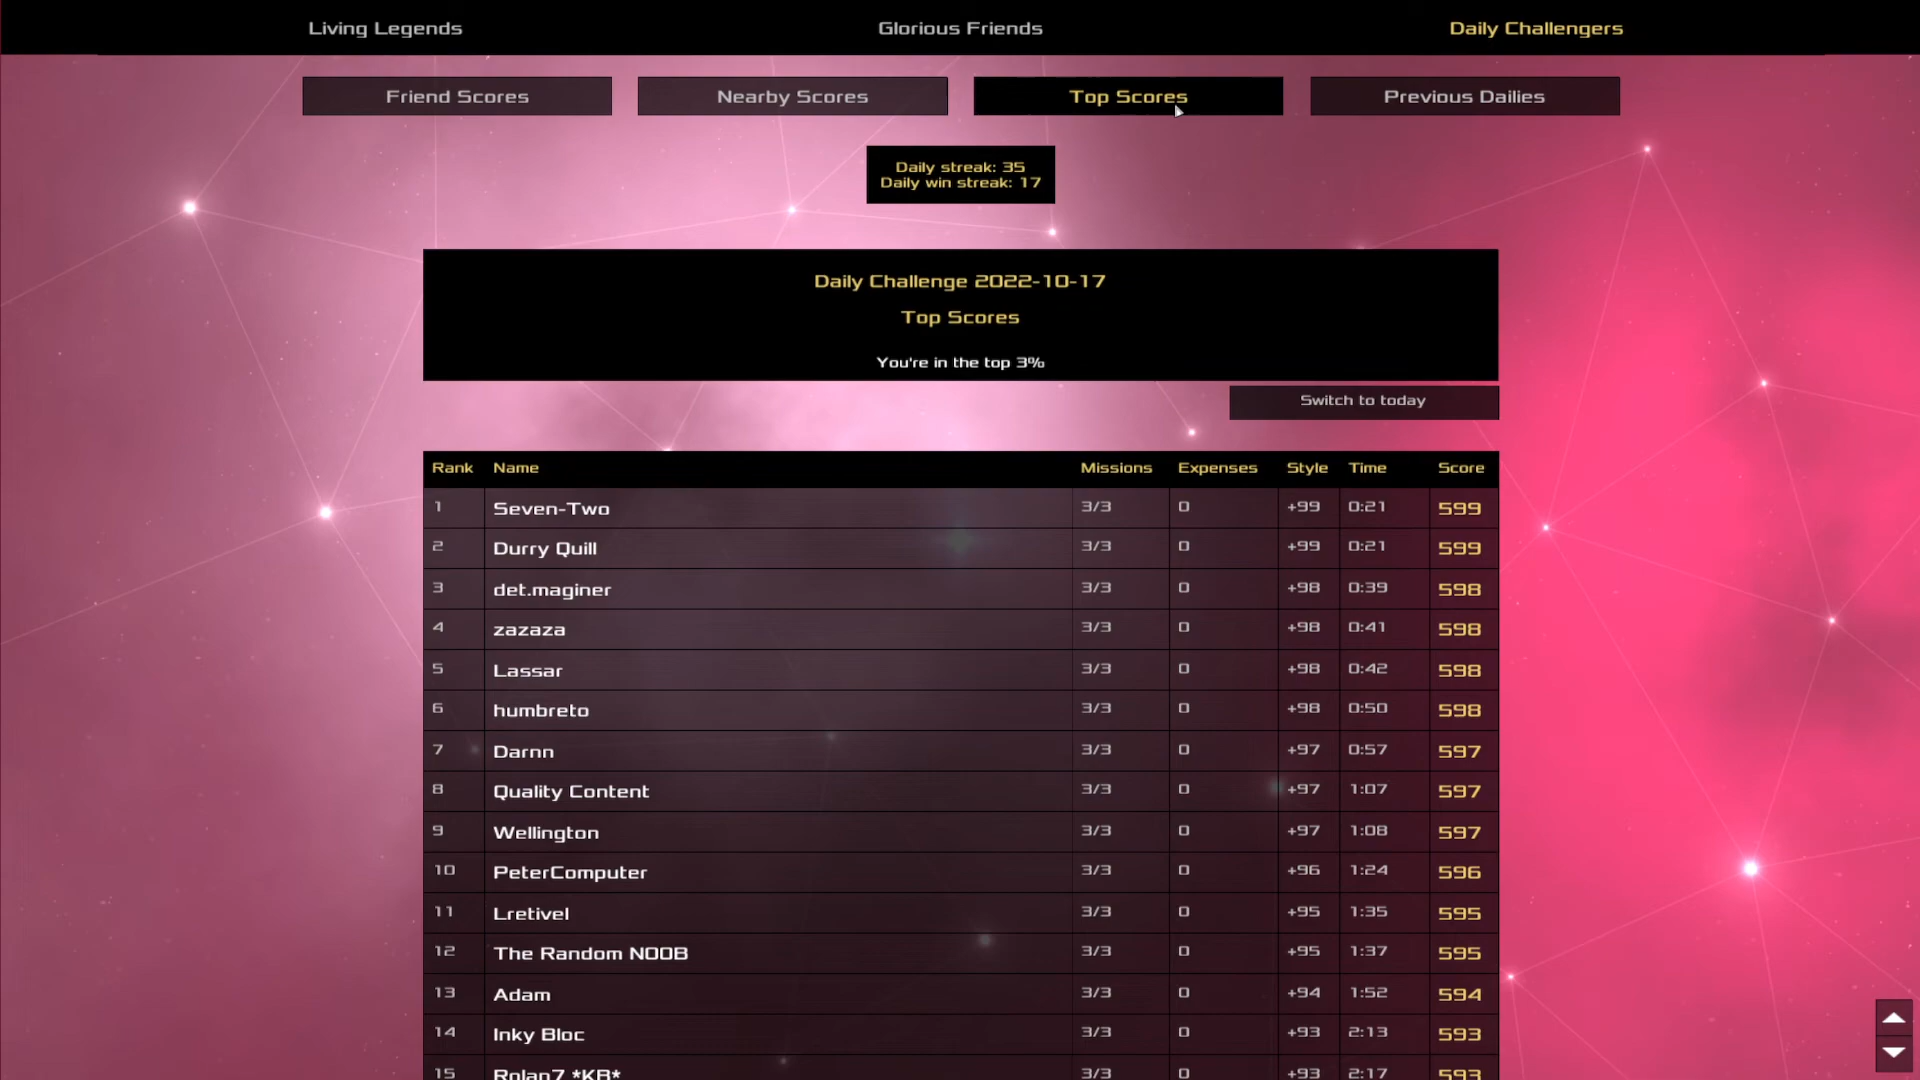 Living Legends Glorious Friends Daily Challengers
Friend Scores Nearby Scores Top Scores Previous Dailies
Daily streak: 35
Daily win streak: 17
Daily Challenge 2022-10-17
Top Scores
You're in the top 3%
Switch to today
Rank Name Missions Expenses Style Time Score
1 Seven-Two 3/3 0 +99 0:21 599
2 Durry Quill 3/3 0 +99 0:21 599
3 det.maginer 3/3 0 +98 0:39 598
4 zazaza 3/3 0 +98 0:41 598
5 Lassar 3/3 0 +98 0:42 598
6 humbreto 3/3 0 +98 0:50 598
7 Darnn 3/3 0 +97 0:57 597
8 Quality Content 3/3 0 +97 1:07 597
9 Wellington 3/3 0 +97 1:08 597
10 PeterComputer 3/3 0 +96 1:24 596
11 Lretivel 3/3 0 +95 1:35 595
12 The Random N00B 3/3 0 +95 1:37 595
13 Adam 3/3 0 +94 1:52 594
14 Inky Bloc 3/3 0 +93 2:13 593
15 Rolan7 *KB* 3/3 0 +93 2:17 593